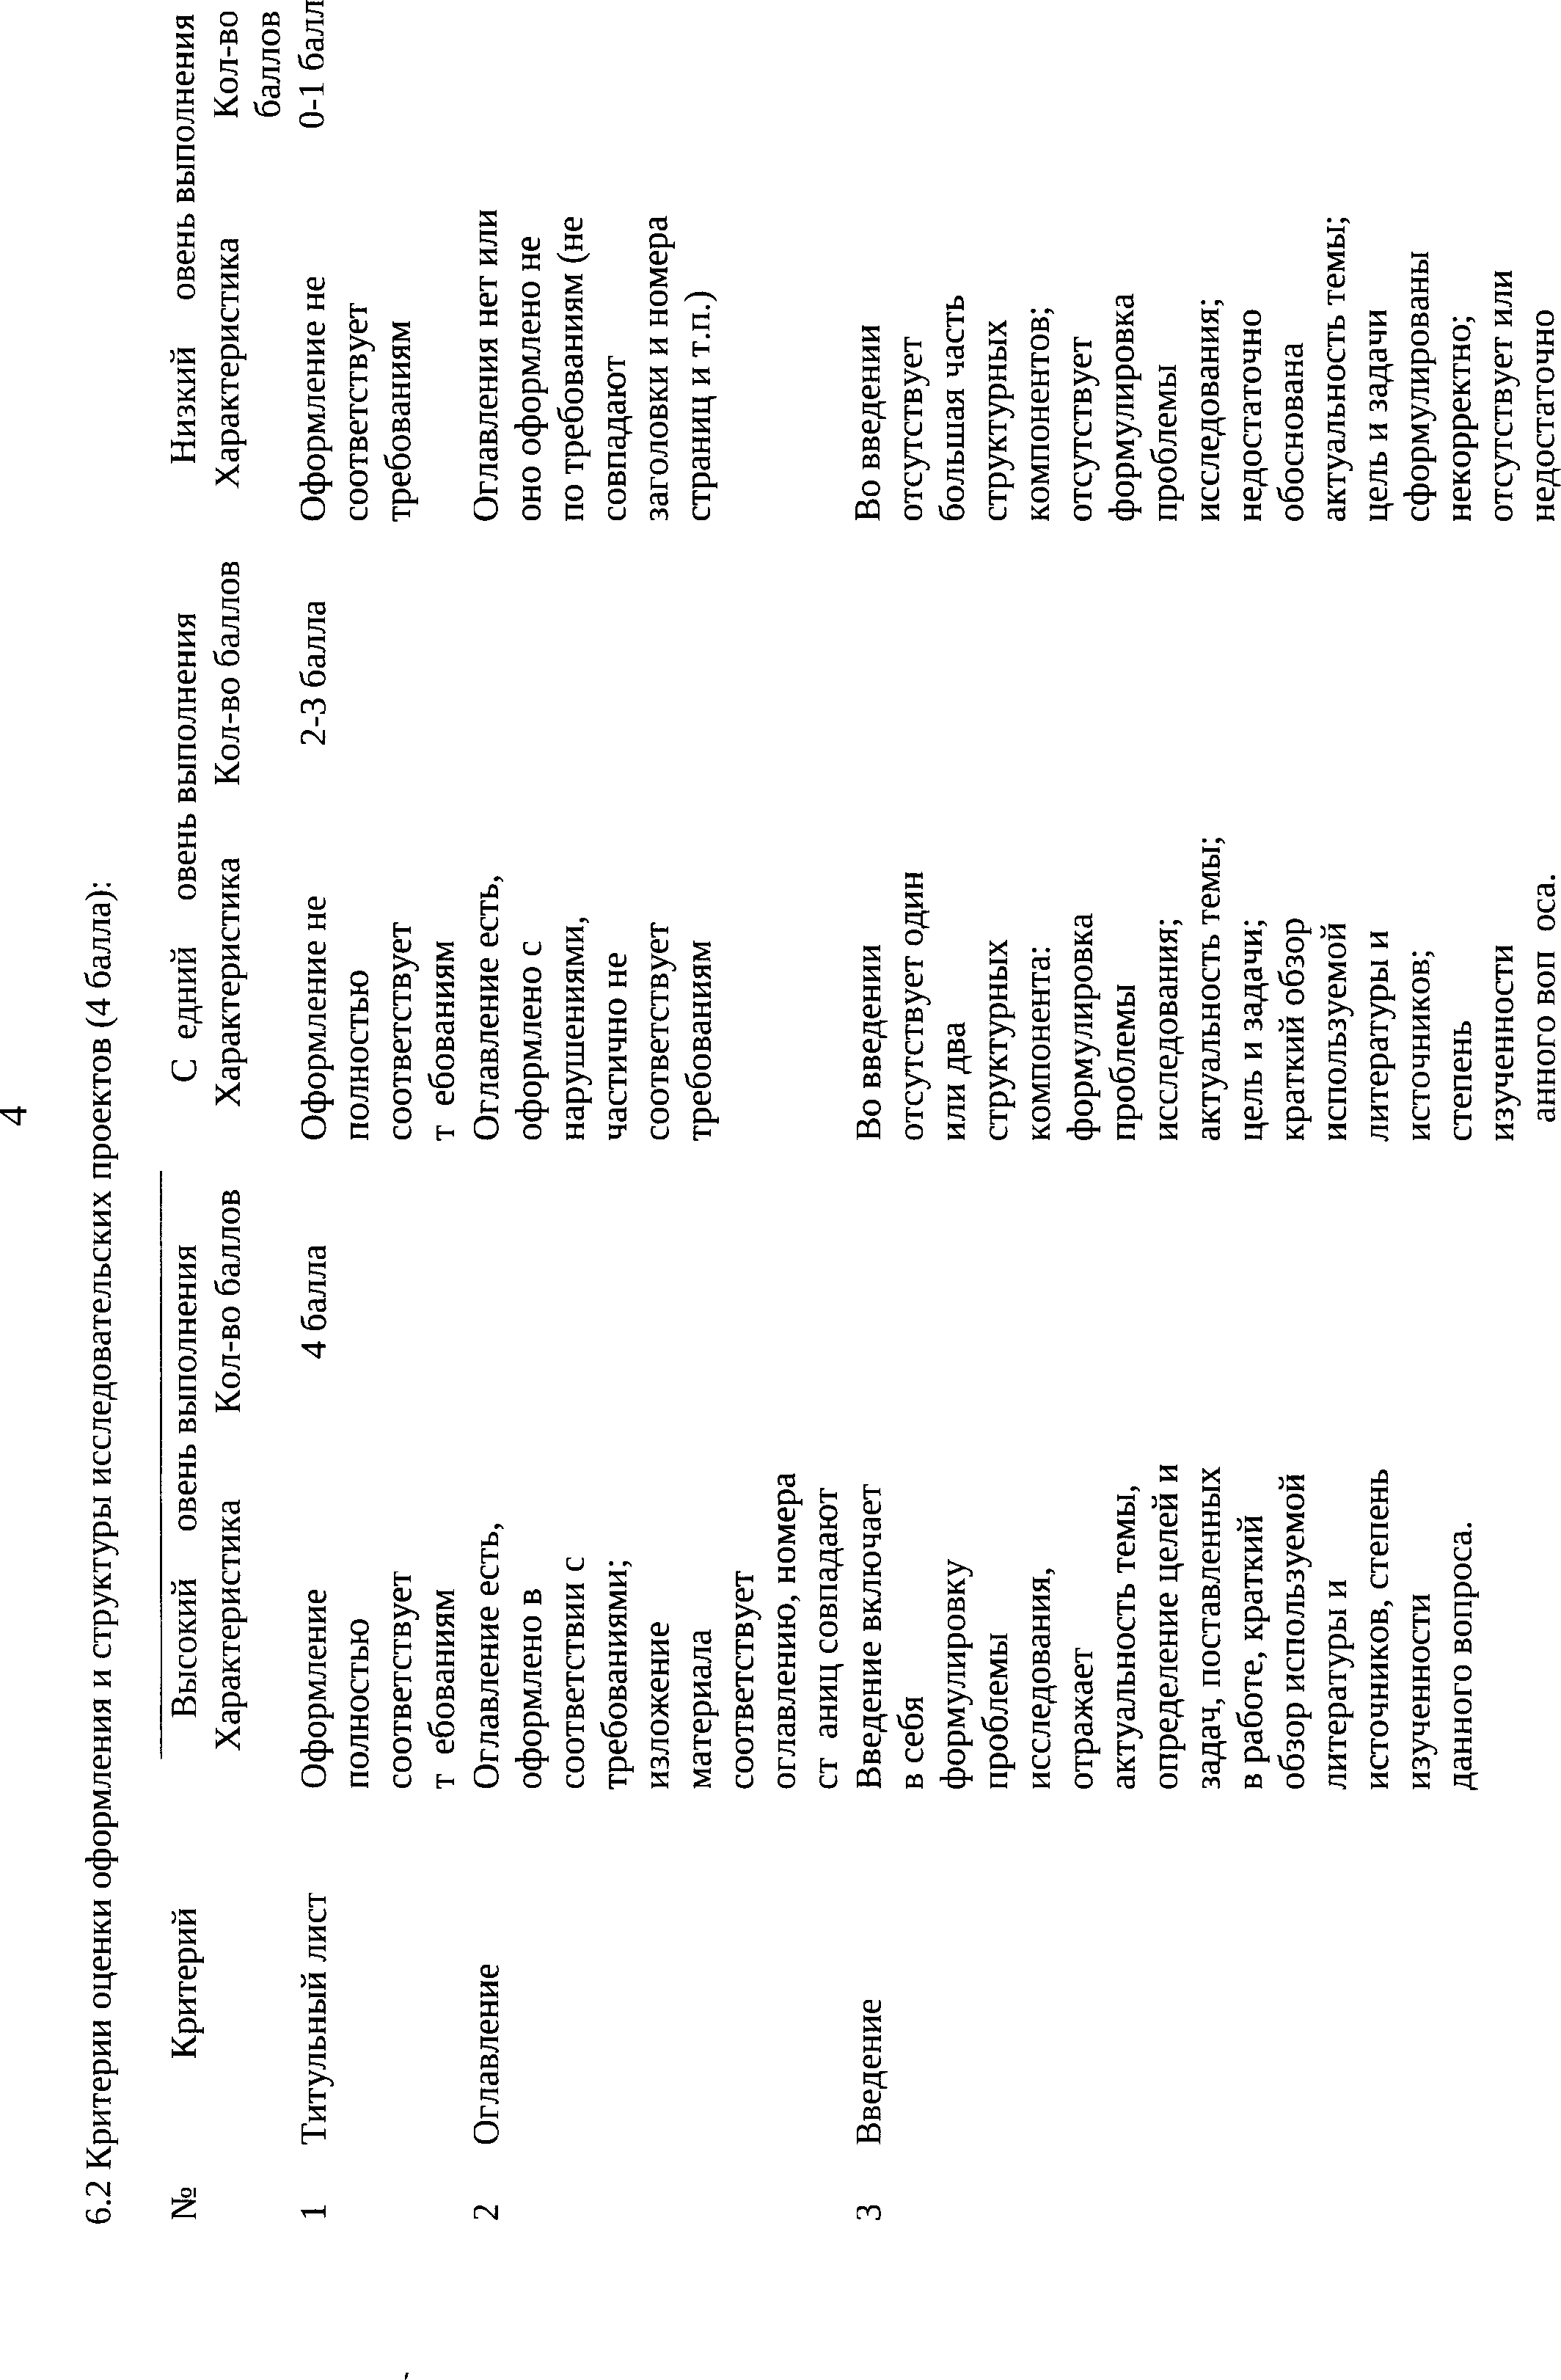 4
6.2 Критерии оценки оформления и структуры исследовательских проектов (4 балла):
№ Критерий Высокий овень выполнения С едний овень выполнения Низкий овень выполнения
Характеристика Кол-во баллов Характеристика Кол-во баллов Характеристика Кол-во
баллов
1 Титульный лист Оформление 4 балла Оформление не 2-3 балла Оформление не 0-1 балл
полностью полностью соответствует
соответствует соответствует требованиям
т ебованиям т ебованиям
2 Оглавление Оглавление есть, Оглавление есть, Оглавления нет или
оформлено в оформлено с оно оформлено не
соответствии с нарушениями, по требованиям (не
требованиями; частично не совпадают
изложение соответствует заголовки и номера
материала требованиям страниц и т.п.)
соответствует
оглавлению, номера
ст аниц совпадают
3 Введение Введение включает Во введении Во введении
в себя отсутствует один отсутствует
формулировку или два большая часть
проблемы структурных структурных
исследования, компонента: компонентов;
отражает формулировка отсутствует
актуальность темы, проблемы формулировка
определение целей и исследования; проблемы
задач, поставленных актуальность темы; исследования;
в работе, краткий цель и задачи; недостаточно
обзор используемой краткий обзор обоснована
литературы и используемой актуальность темы;
источников, степень литературы и цель и задачи
изученности источников; сформулированы
данного вопроса. степень некорректно;
изученности отсутствует или
анного воп оса. недостаточно